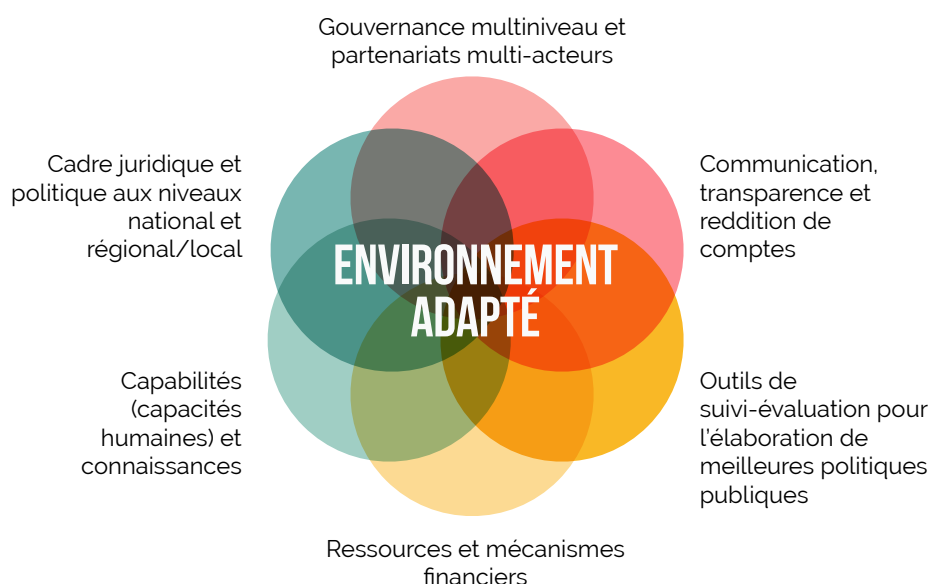 Gouvernance multiniveau et
partenariats multi-acteurs
Cadre juridique et
politique aux niveaux
national et
régional/local
Communication,
transparence et
reddition de
comptes
ENVIRONNEMENT
ADAPTÉ
Capabilités
(capacités
humaines) et
connaissances
Outils de
suivi-évaluation pour
l'élaboration de
meilleures politiques
publiques
Ressources et mécanismes
financiers